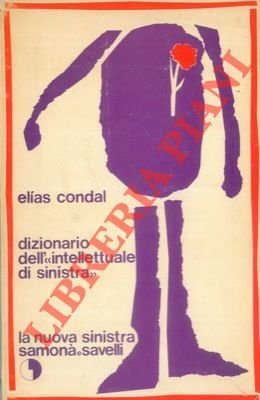 elías condal
dizionario
dell'«intellettuale
di sinistra»
la nuova sinistra
samonà e savelli
LIBRERIA PIANI